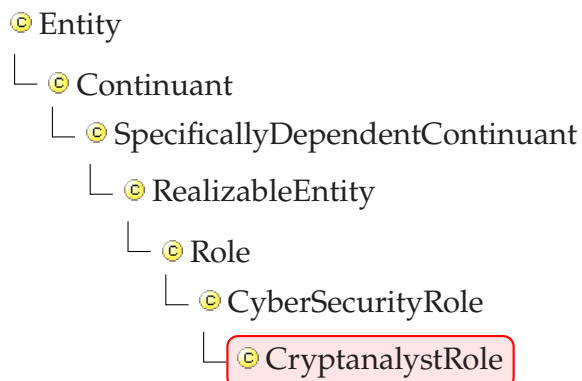 Entity
Continuant
SpecificallyDependentContinuant
RealizableEntity
Role
CyberSecurityRole
CryptanalystRole